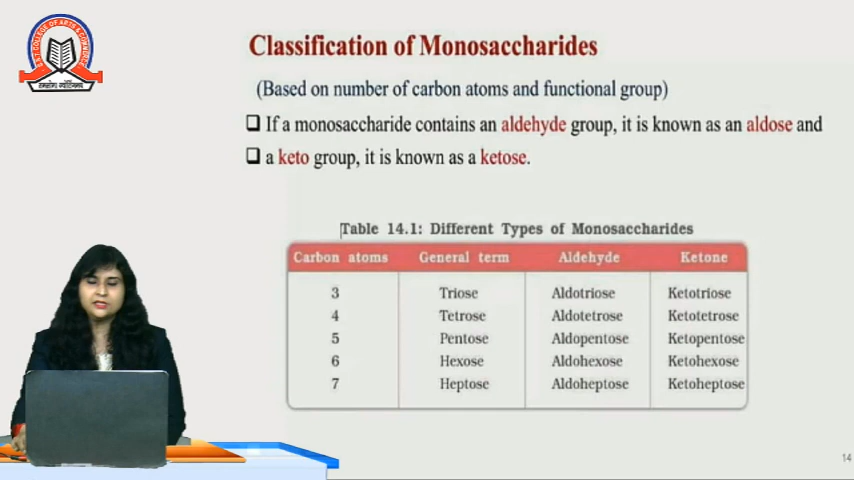 Classification of Monosaccharides
(Based on number of carbon atoms and functional group)
If a monosaccharide contains an aldehyde group, it is known as an aldose and
a keto group, it is known as a ketose.
Table 14.1: Different Types of Monosaccharides
Carbon atoms General term Aldehyde Ketone
3 Triose Aldotriose Ketotriose
4 Tetrose Aldotetrose Ketotetrose
5 Pentose Aldopentose Ketopentose
6 Hexose Aldohexose Ketohexose
7 Heptose Aldoheptose Ketoheptose
14